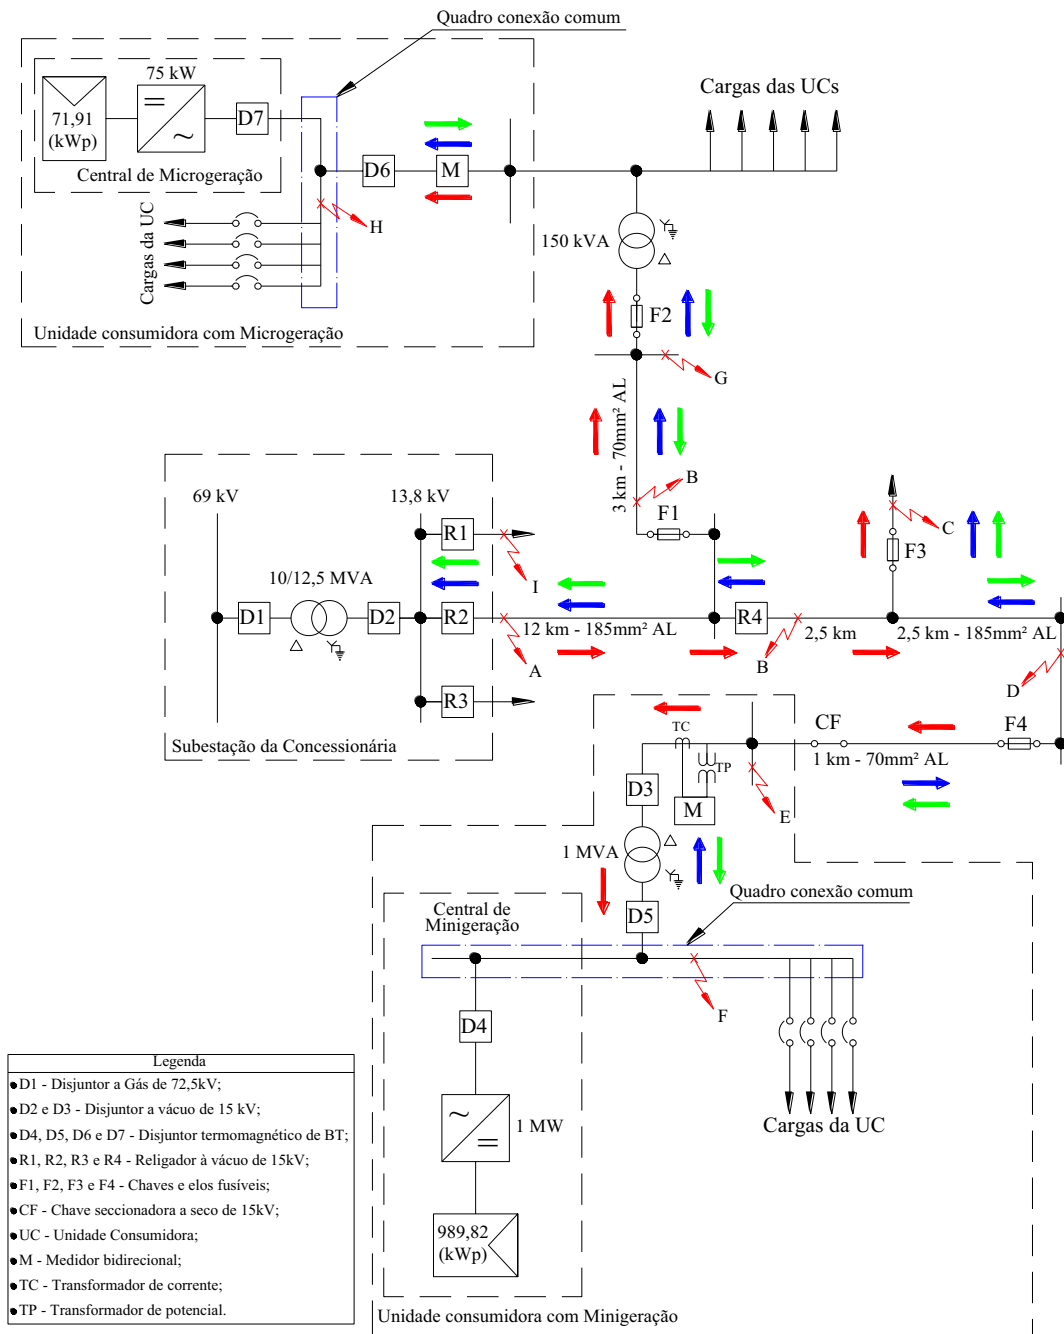 Quadro conexão comum
75 kW
71,91
(kWp)
D7
Central de Microgeração
D6
M
H
Cargas da UC
Unidade consumidora com Microgeração
Cargas das UCs
150 kVA
F2
G
3 km - 70mm² AL
B
F1
69 kV
13,8 kV
R1
I
10/12,5 MVA
D1
D2
R2
A
12 km - 185mm² AL
R4
B
2,5 km
2,5 km - 185mm² AL
F3
C
D
R3
Subestação da Concessionária
TC
TP
CF
F4
1 km - 70mm² AL
D3
M
E
1 MVA
D5
Quadro conexão comum
Central de
Minigeração
F
D4
1 MW
989,82
(kWp)
Cargas da UC
Unidade consumidora com Minigeração
Legenda
D1 - Disjuntor a Gás de 72,5kV;
D2 e D3 - Disjuntor a vácuo de 15 kV;
D4, D5, D6 e D7 - Disjuntor termomagnético de BT;
R1, R2, R3 e R4 - Religador à vácuo de 15kV;
F1, F2, F3 e F4 - Chaves e elos fusíveis;
CF - Chave seccionadora a seco de 15kV;
UC - Unidade Consumidora;
M - Medidor bidirecional;
TC - Transformador de corrente;
TP - Transformador de potencial.